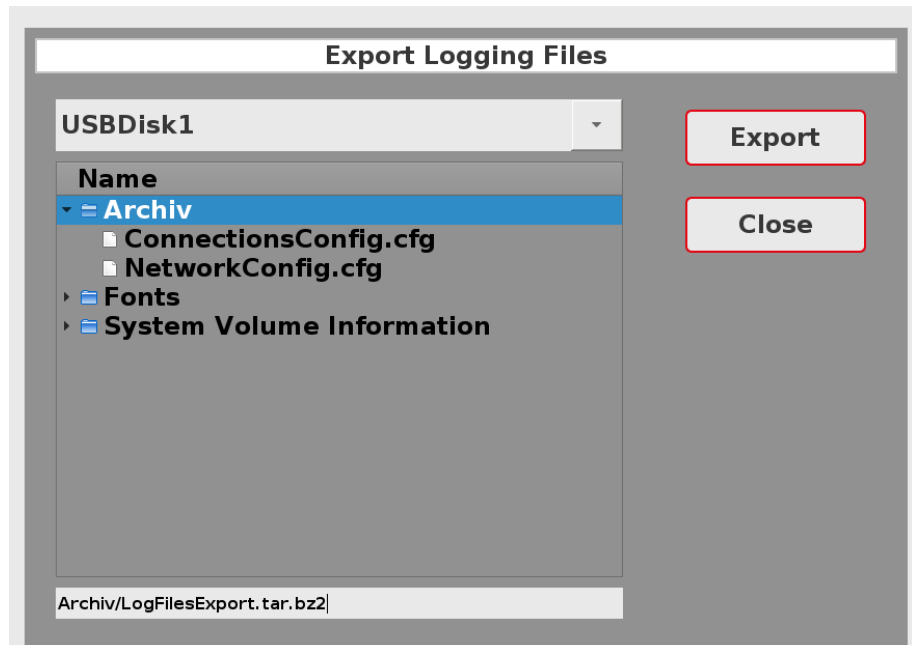 Export Logging Files
USBDisk1
Export
Name
Archiv
Close
ConnectionsConfig.cfg
NetworkConfig.cfg
Fonts
System Volume Information
Archiv/LogFilesExport.tar.bz2